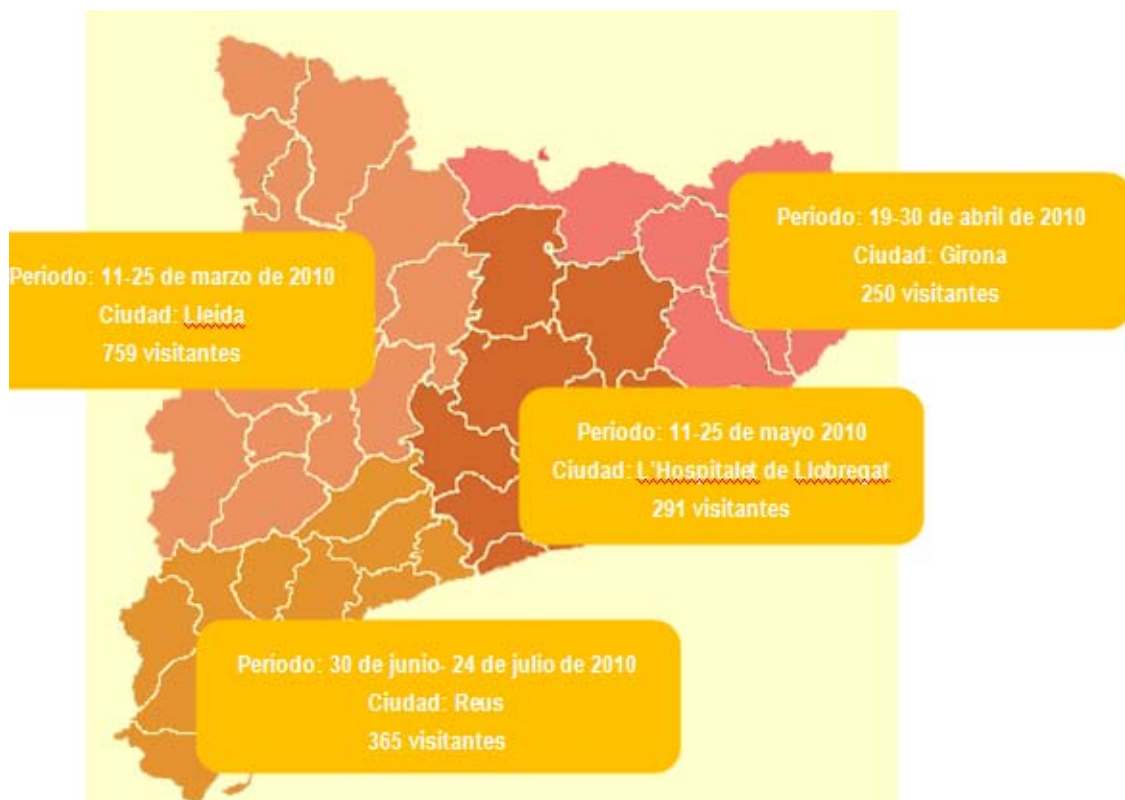 Periodo: 19-30 de abril de 2010
Ciudad: Girona
250 visitantes
Periodo: 11-25 de marzo de 2010
Ciudad: Lleida
759 visitantes
Periodo: 11-25 de mayo 2010
Ciudad: L'Hospitalet de Llobregat
291 visitantes
Periodo: 30 de junio- 24 de julio de 2010
Ciudad: Reus
365 visitantes